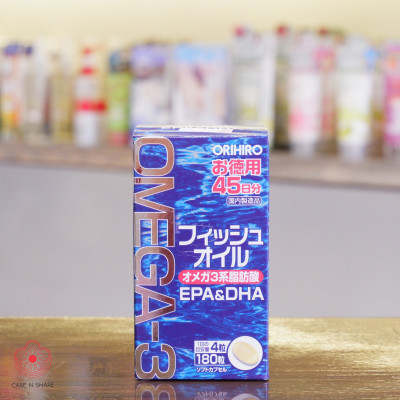 OMEGA-3
ORIHIRO
お徳用
45日分
国内製造品
フィッシュ
オイル
オメガ3系脂肪酸
EPA&DHA
1日の
目安量 4粒
180粒
ソフトカプセル
CARE N SHARE